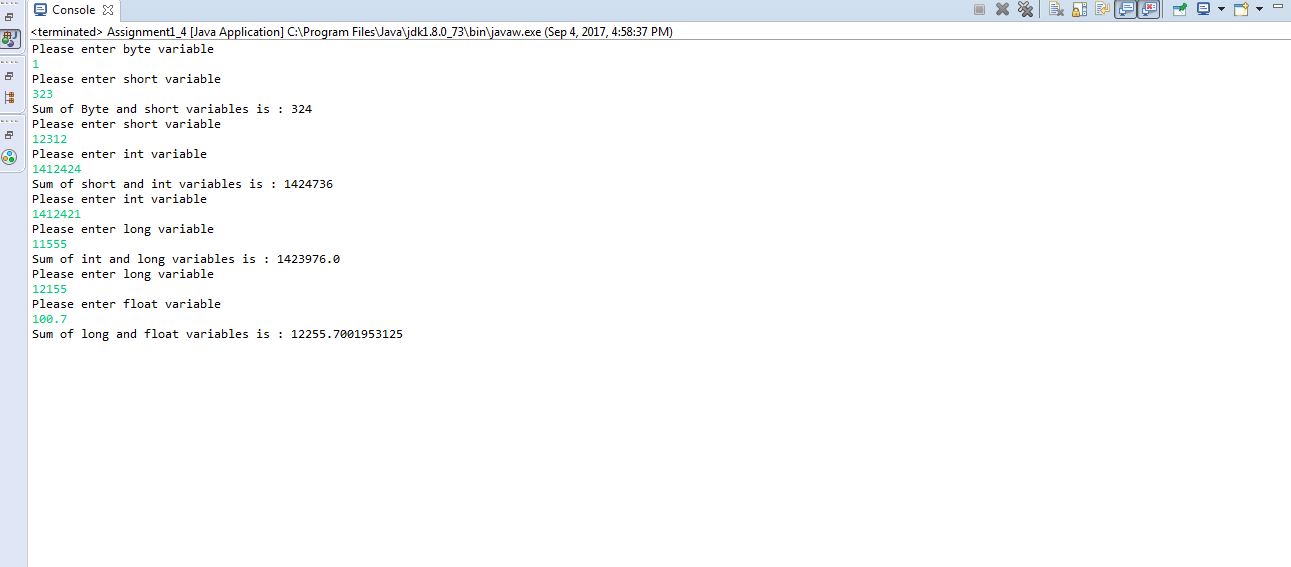 Console
<terminated> Assignment1_4 [Java Application] C:\Program Files\Java\jdk1.8.0_73\bin\javaw.exe (Sep 4, 2017, 4:58:37 PM)
Please enter byte variable
1
Please enter short variable
323
Sum of Byte and short variables is : 324
Please enter short variable
12312
Please enter int variable
1412424
Sum of short and int variables is : 1424736
Please enter int variable
1412421
Please enter long variable
11555
Sum of int and long variables is : 1423976.0
Please enter long variable
12155
Please enter float variable
100.7
Sum of long and float variables is : 12255.7001953125